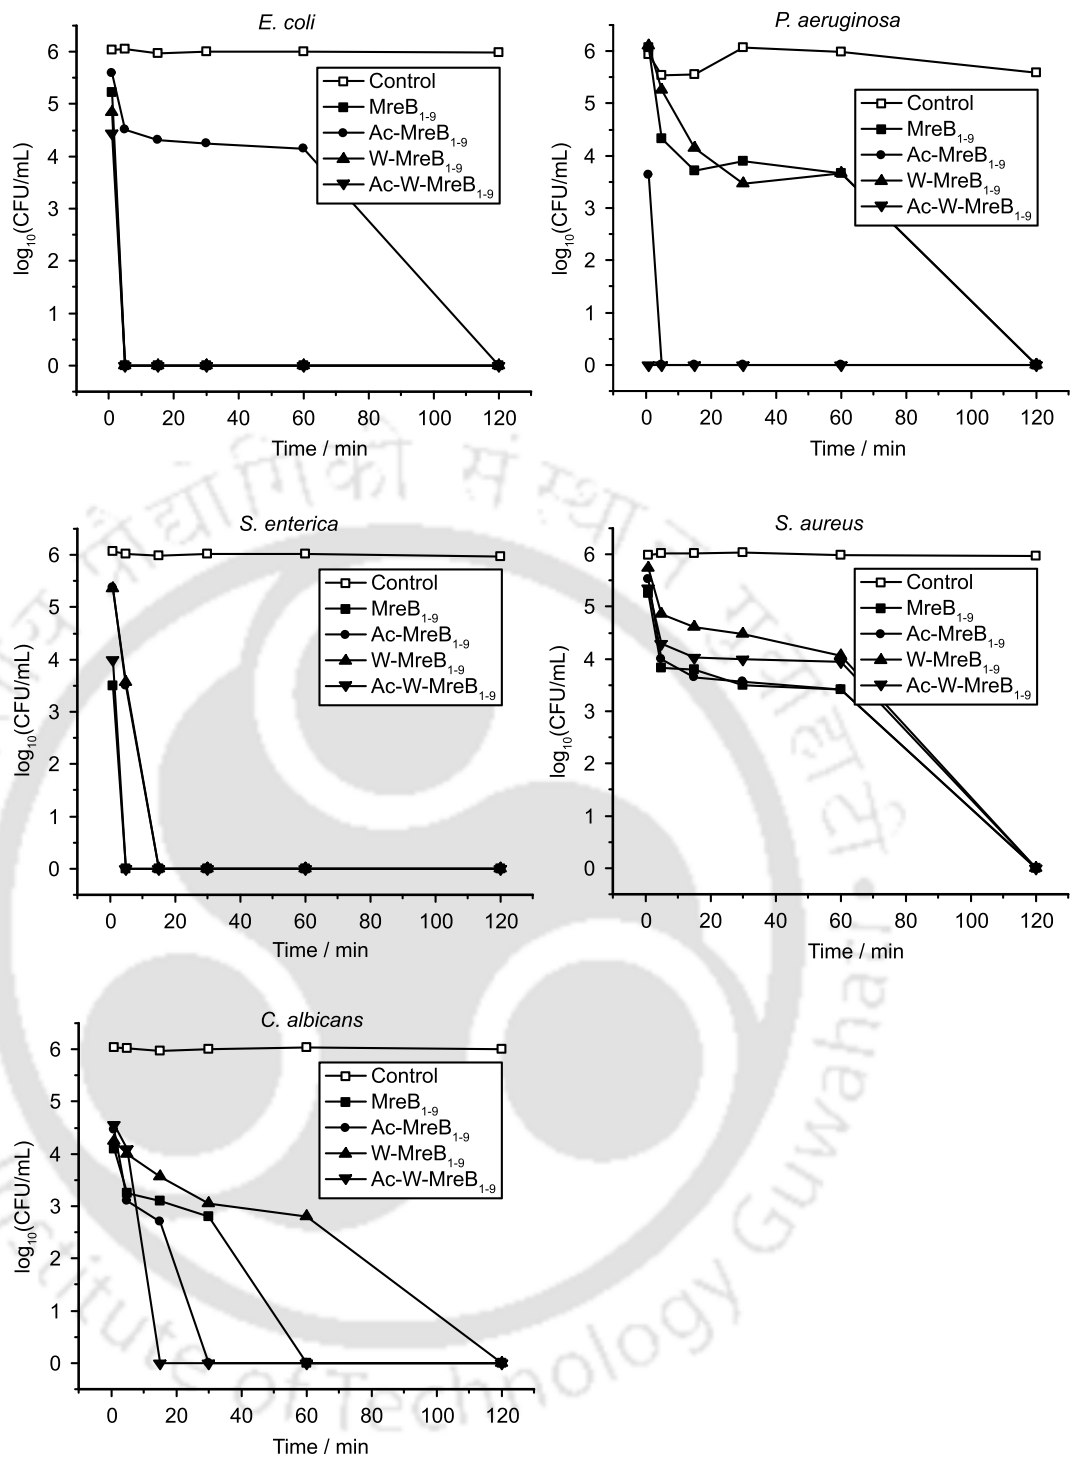 E. coli
6
5
4
3
2
1
0
log₁₀(CFU/mL)
Control
MreB₁₋₉
Ac-MreB₁₋₉
W-MreB₁₋₉
Ac-W-MreB₁₋₉
0 20 40 60 80 100 120
Time / min
P. aeruginosa
6
5
4
3
2
1
0
log₁₀(CFU/mL)
Control
MreB₁₋₉
Ac-MreB₁₋₉
W-MreB₁₋₉
Ac-W-MreB₁₋₉
0 20 40 60 80 100 120
Time / min
S. enterica
6
5
4
3
2
1
0
log₁₀(CFU/mL)
Control
MreB₁₋₉
Ac-MreB₁₋₉
W-MreB₁₋₉
Ac-W-MreB₁₋₉
0 20 40 60 80 100 120
Time / min
S. aureus
6
5
4
3
2
1
0
log₁₀(CFU/mL)
Control
MreB₁₋₉
Ac-MreB₁₋₉
W-MreB₁₋₉
Ac-W-MreB₁₋₉
0 20 40 60 80 100 120
Time / min
C. albicans
6
5
4
3
2
1
0
log₁₀(CFU/mL)
Control
MreB₁₋₉
Ac-MreB₁₋₉
W-MreB₁₋₉
Ac-W-MreB₁₋₉
0 20 40 60 80 100 120
Time / min
of Technology Guwahati